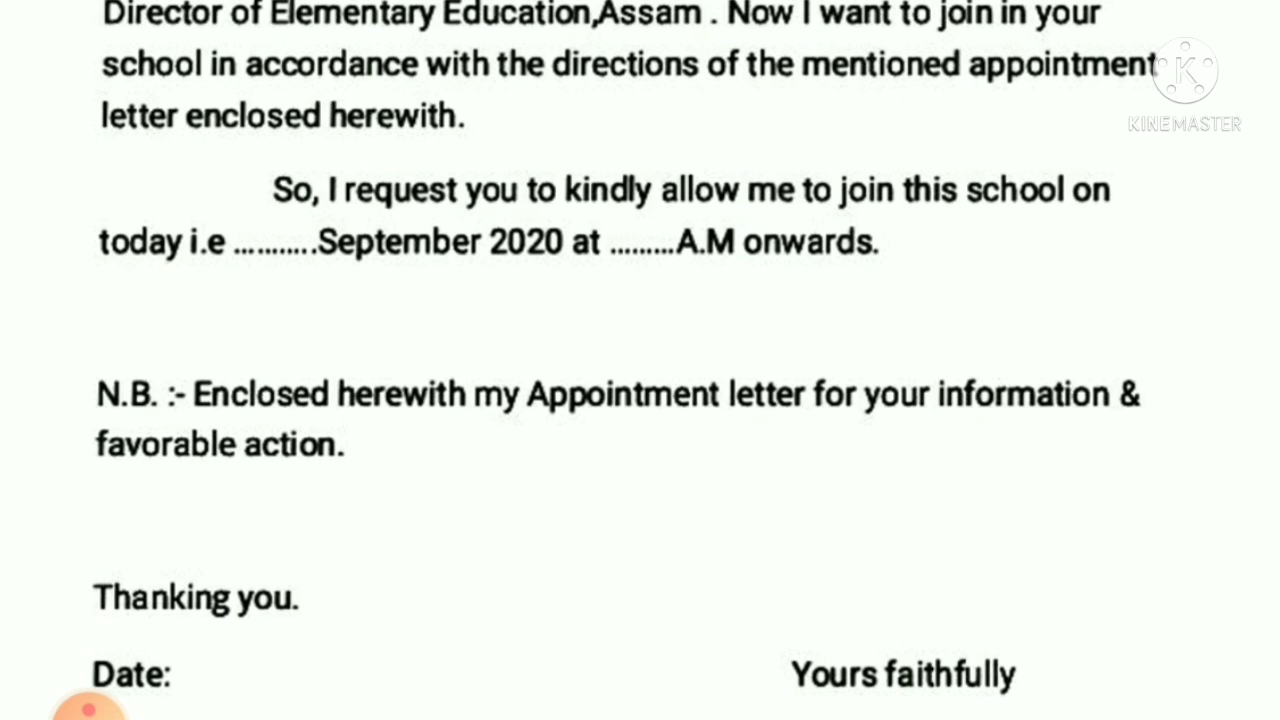 Director of Elementary Education,Assam . Now I want to join in your
school in accordance with the directions of the mentioned appointment
letter enclosed herewith.
So, I request you to kindly allow me to join this school on
today i.e ...........September 2020 at .........A.M onwards.
N.B. :- Enclosed herewith my Appointment letter for your information &
favorable action.
Thanking you.
Date: Yours faithfully
K
KINEMASTER